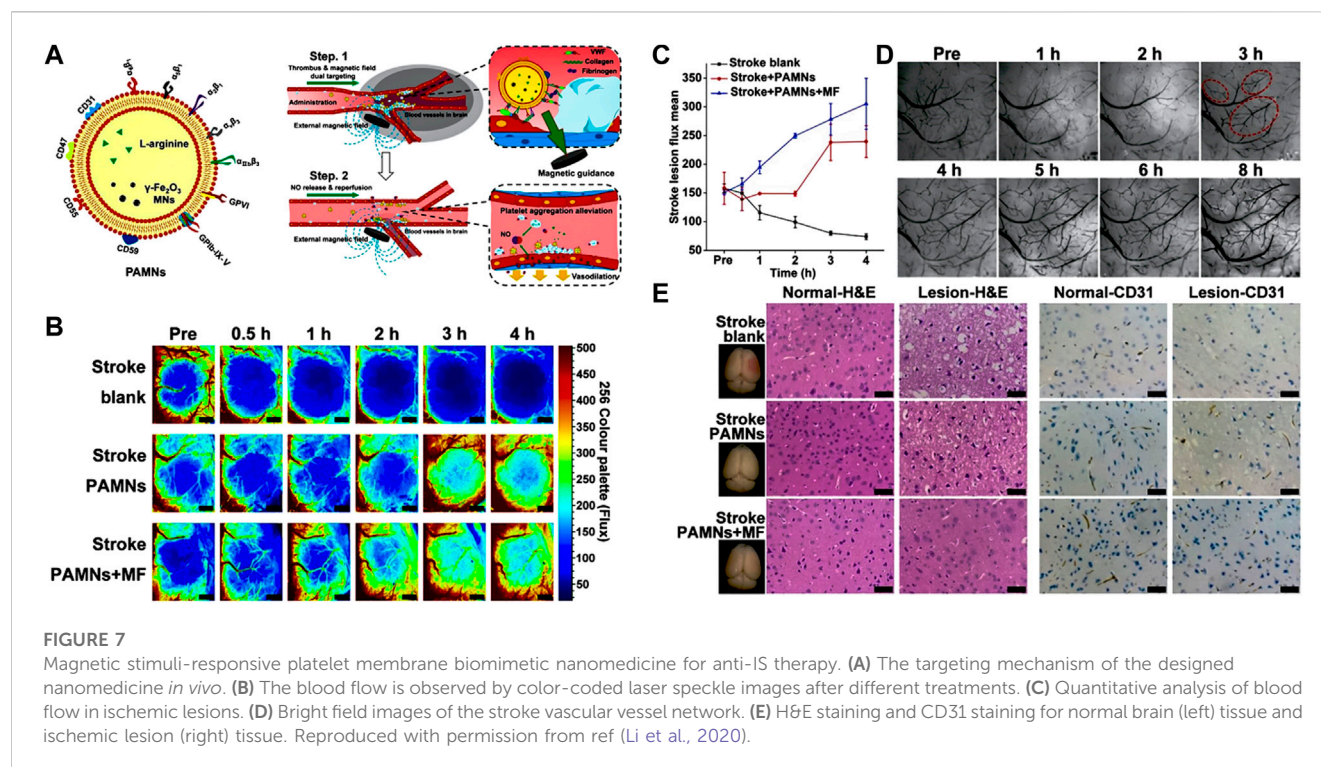 A
g₆α
α₅β₁
α₂β₁
CD31
CD47
CD55
CD59
GPVI
GPIb-IX-V
L-arginine
γ-Fe₂O₃
MNs
PAMNs
Step. 1
Thrombus & magnetic field
dual targeting
Administration
External magnetic field
Blood vessels in brain
VWF
Collagen
Fibrinogen
Magnetic guidance
Step. 2
NO release & reperfusion
External magnetic field
Blood vessels in brain
Platelet aggregation alleviation
NO
Vasodilation
B
Pre 0.5 h 1 h 2 h 3 h 4 h
Stroke
blank
Stroke
PAMNs
Stroke
PAMNs+MF
500
450
400
350
300
250
200
150
100
50
256 Colour palette (Flux)
C
Stroke blank
Stroke+PAMNs
Stroke+PAMNs+MF
Stroke lesion flux mean
350
300
250
200
150
100
50
Pre 1 2 3 4
Time (h)
D
Pre 1 h 2 h 3 h
4 h 5 h 6 h 8 h
E
Normal-H&E Lesion-H&E Normal-CD31 Lesion-CD31
Stroke
blank
Stroke
PAMNs
Stroke
PAMNs+MF
FIGURE 7
Magnetic stimuli-responsive platelet membrane biomimetic nanomedicine for anti-IS therapy. (A) The targeting mechanism of the designed
nanomedicine in vivo. (B) The blood flow is observed by color-coded laser speckle images after different treatments. (C) Quantitative analysis of blood
flow in ischemic lesions. (D) Bright field images of the stroke vascular vessel network. (E) H&E staining and CD31 staining for normal brain (left) tissue and
ischemic lesion (right) tissue. Reproduced with permission from ref (Li et al., 2020).